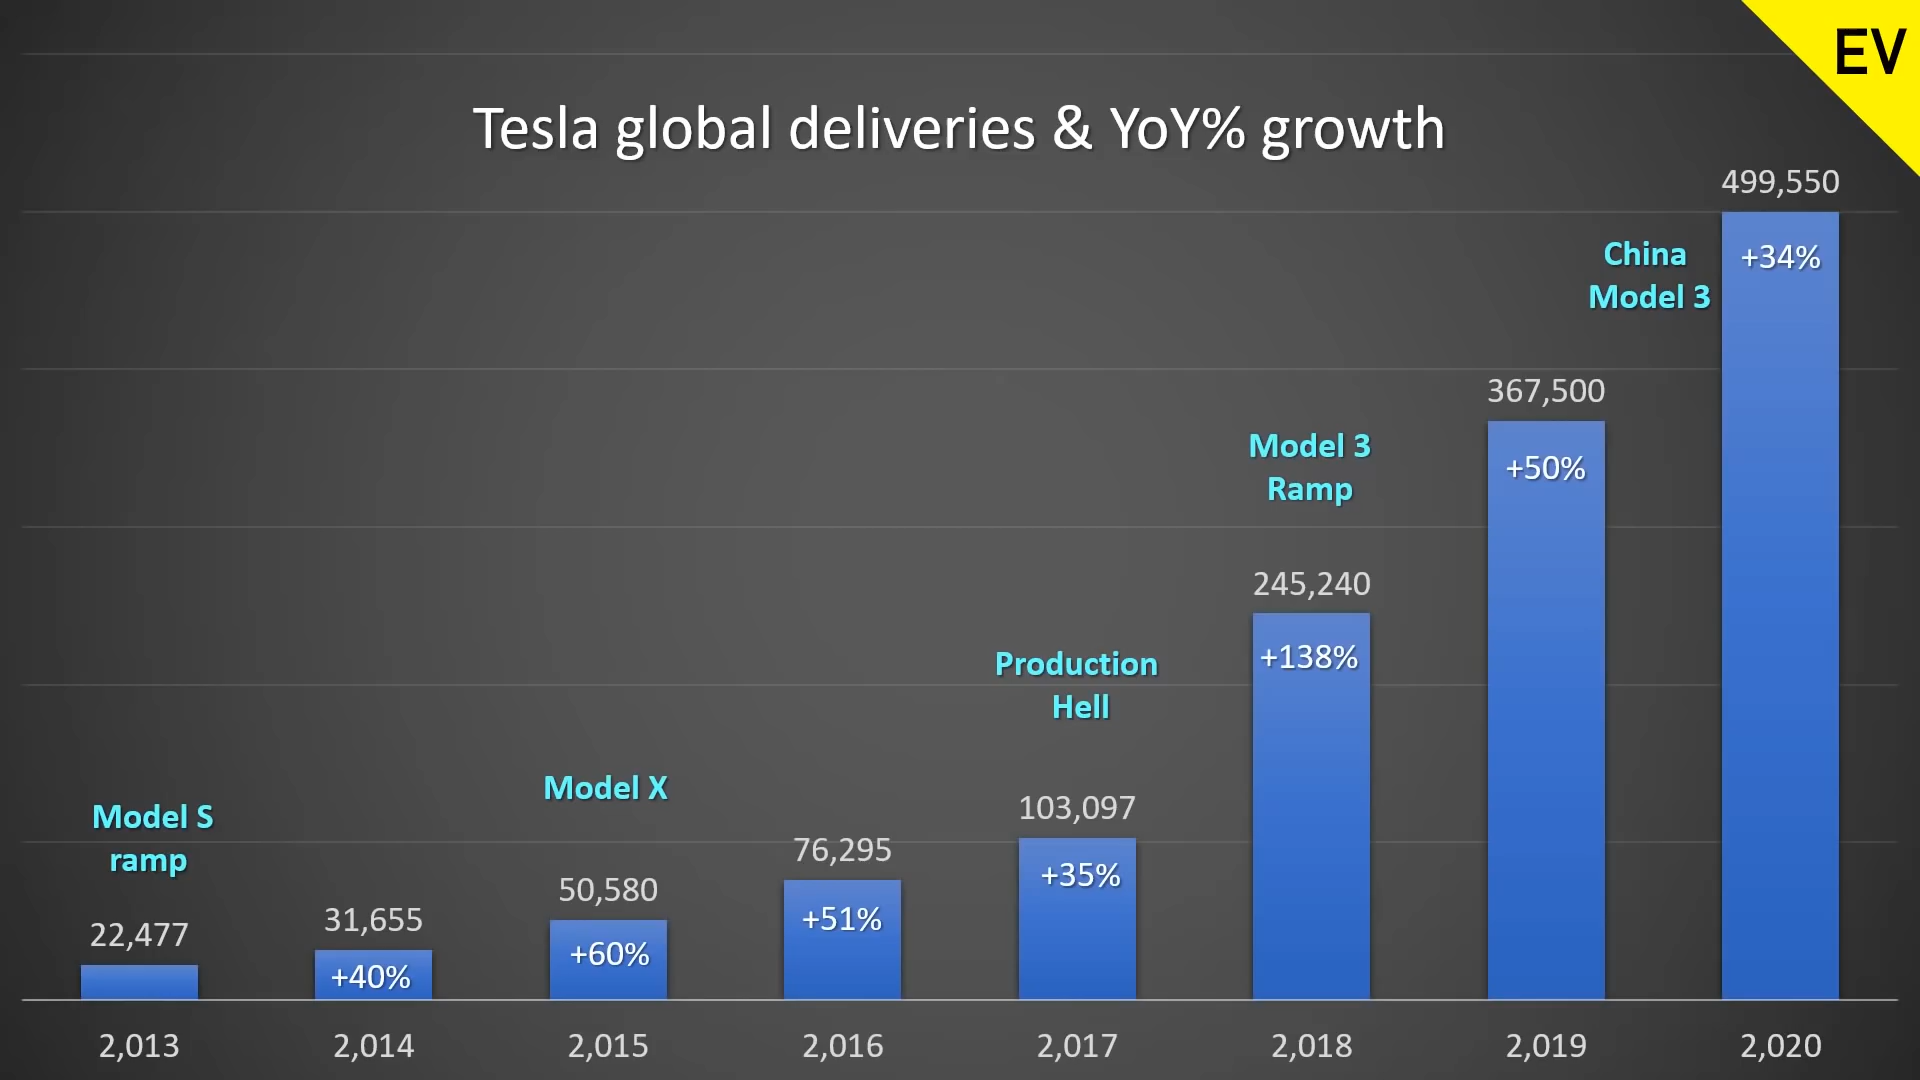 EV
Tesla global deliveries & YoY% growth
499,550
+34%
China
Model 3
367,500
+50%
Model 3
Ramp
245,240
+138%
Production
Hell
103,097
+35%
Model X
76,295
+51%
50,580
+60%
Model S
ramp
31,655
+40%
22,477
2,013 2,014 2,015 2,016 2,017 2,018 2,019 2,020